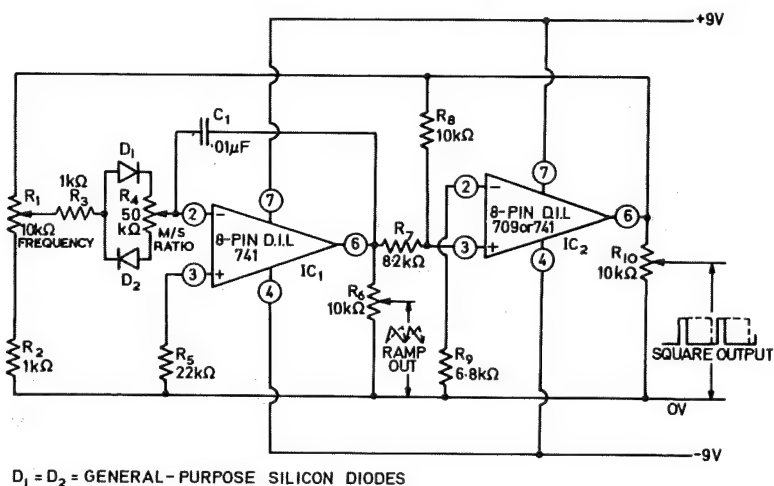 +9V
C₁
.01μF
R₈
10kΩ
D₁
1kΩ
R₃
R₄
50
kΩ
M/S
RATIO
D₂
R₁
10kΩ
FREQUENCY
R₂
1kΩ
2
−
7
8-PIN D.I.L
741
6
3
+
4
IC₁
R₅
22kΩ
R₇
8·2kΩ
R₆
10kΩ
RAMP
OUT
2
−
7
8-PIN D.I.L
709or741
6
3
+
4
IC₂
R₉
6·8kΩ
R₁₀
10kΩ
SQUARE OUTPUT
0V
-9V
D₁ = D₂ = GENERAL-PURPOSE SILICON DIODES